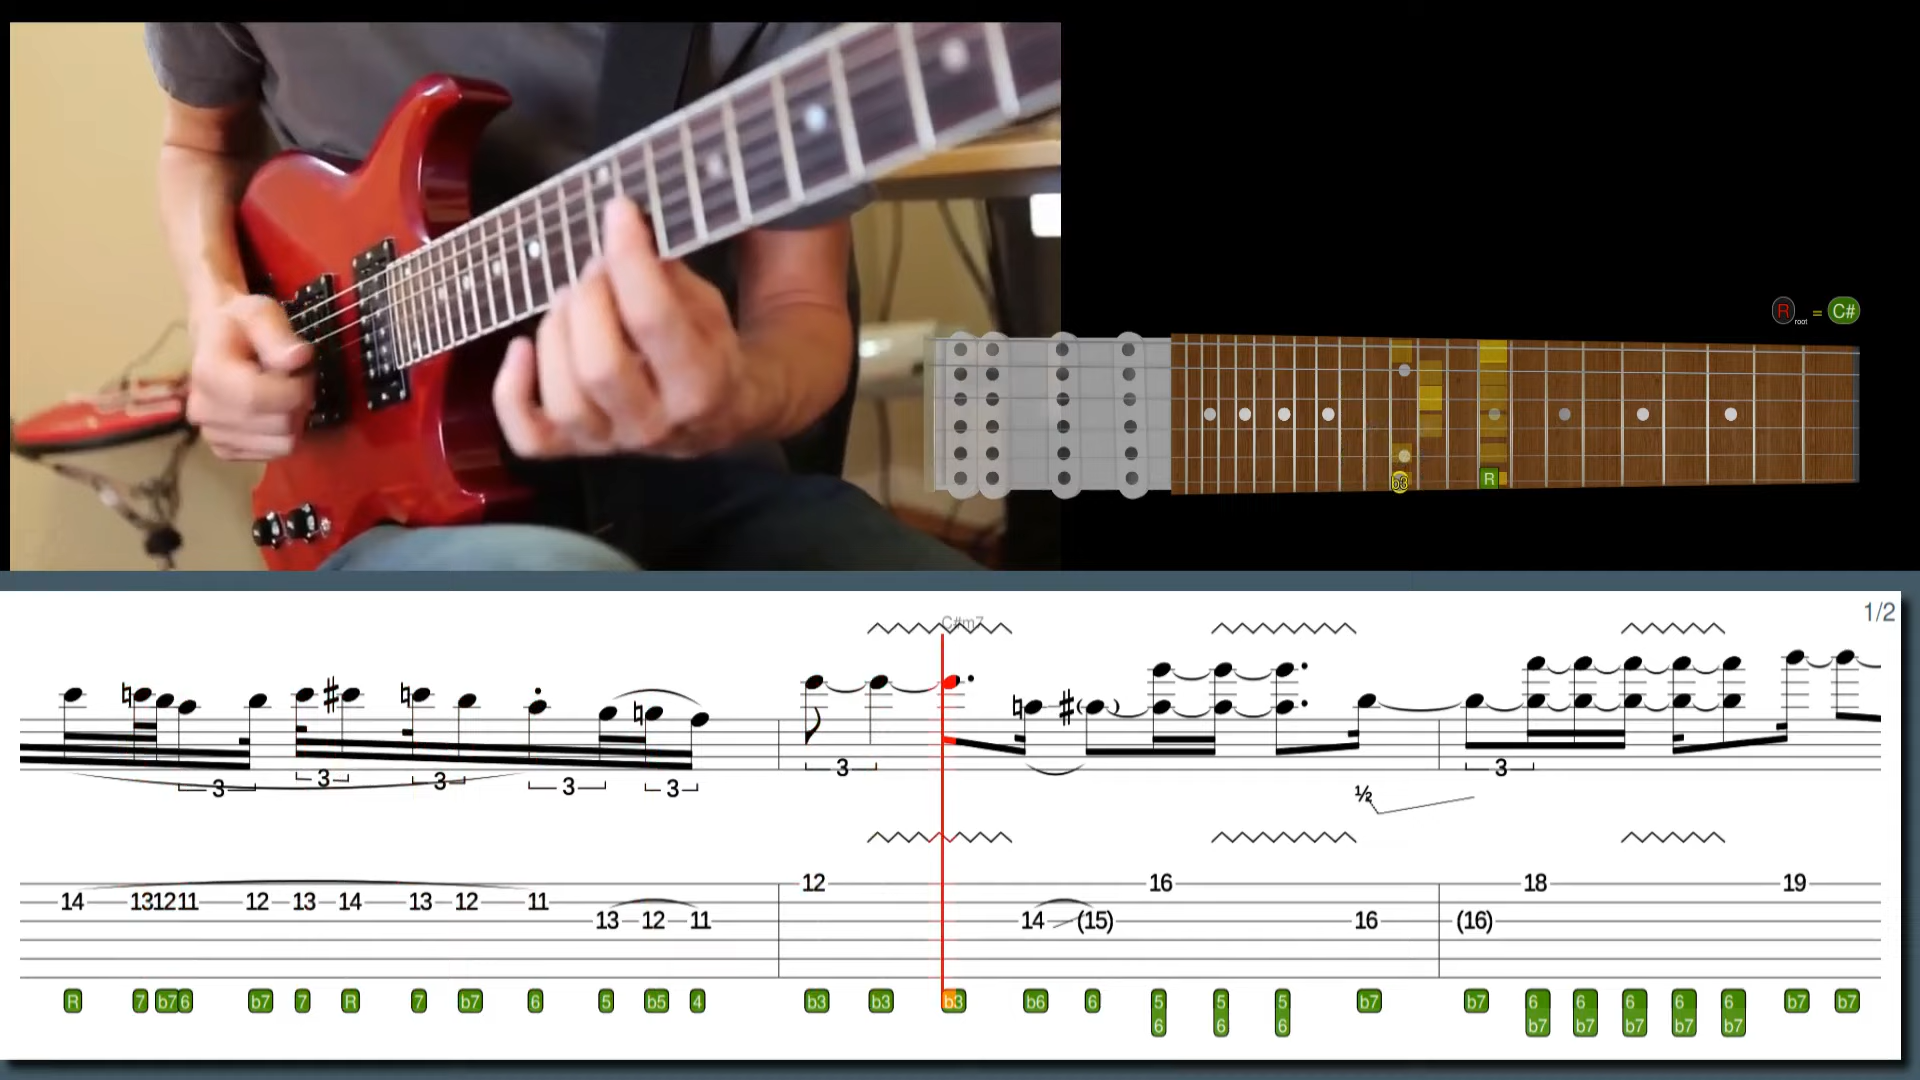 R root = C#
b3 R
1/2
C#m7
3 3 3 3 3 3 3
½
12 16 18 19
14 13 12 11 12 13 14 13 12 11
13 12 11 14 (15) 16 (16)
R 7 b7 6 b7 7 R 7 b7 6 5 b5 4 b3 b3 b3 b6 6 5 5 5 b7 b7 6 6 6 6 6 b7 b7
6 6 6 b7 b7 b7 b7 b7